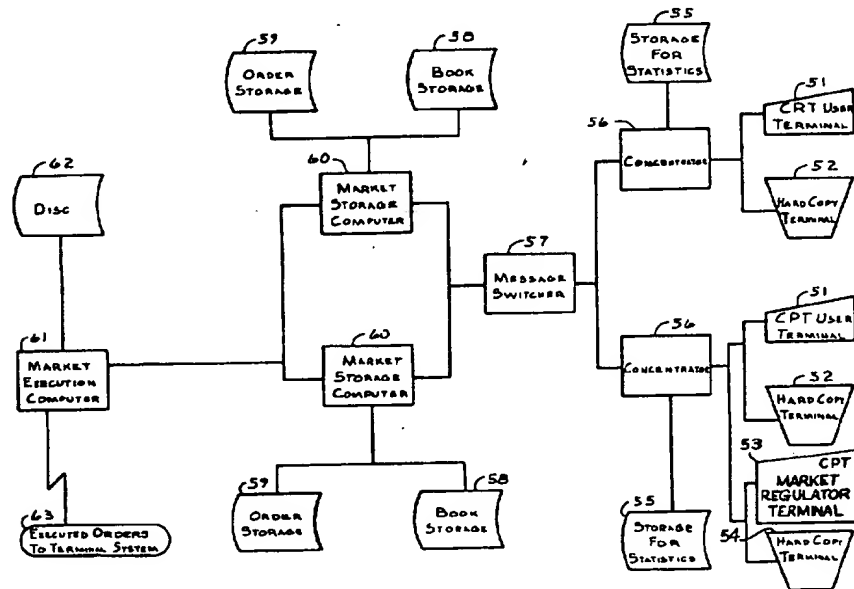 59
ORDER
STORAGE
58
BOOK
STORAGE
55
STORAGE
FOR
STATISTICS
51
CRT USER
TERMINAL
56
CONCENTRATOR
52
HARD COPY
TERMINAL
62
DISC
60
MARKET
STORAGE
COMPUTER
57
MESSAGE
SWITCHER
51
CPT USER
TERMINAL
56
CONCENTRATOR
52
HARD COPY
TERMINAL
61
MARKET
EXECUTION
COMPUTER
60
MARKET
STORAGE
COMPUTER
53
CPT
MARKET
REGULATOR
TERMINAL
59
ORDER
STORAGE
58
BOOK
STORAGE
55
STORAGE
FOR
STATISTICS
54
HARD COPY
TERMINAL
63
EXECUTED ORDERS
TO TERMINAL SYSTEM